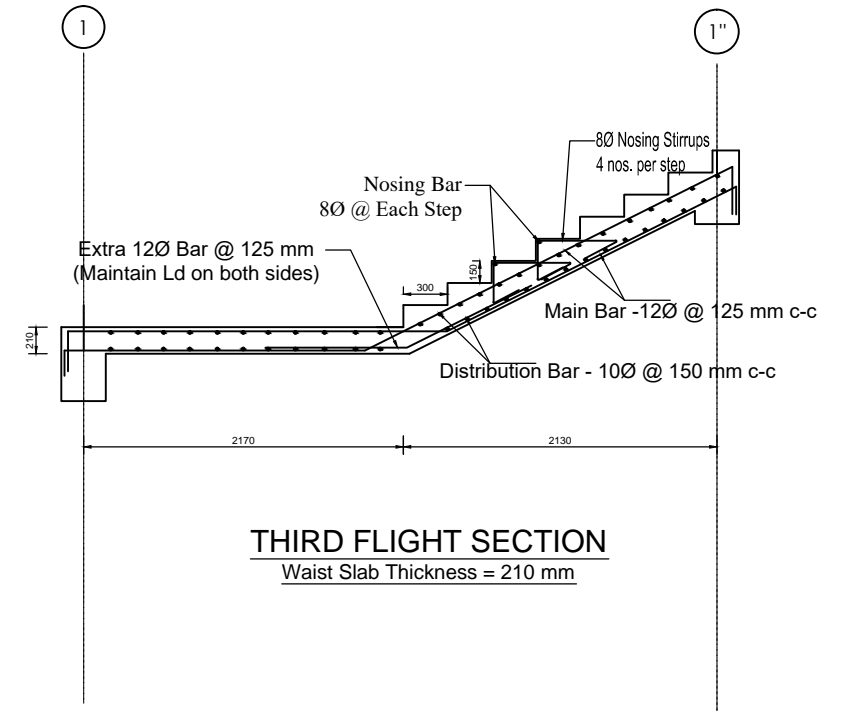 1
1"
8Ø Nosing Stirrups
4 nos. per step
Nosing Bar
8Ø @ Each Step
Extra 12Ø Bar @ 125 mm
(Maintain Ld on both sides)
150
300
Main Bar -12Ø @ 125 mm c-c
210
Distribution Bar - 10Ø @ 150 mm c-c
2170
2130
THIRD FLIGHT SECTION
Waist Slab Thickness = 210 mm